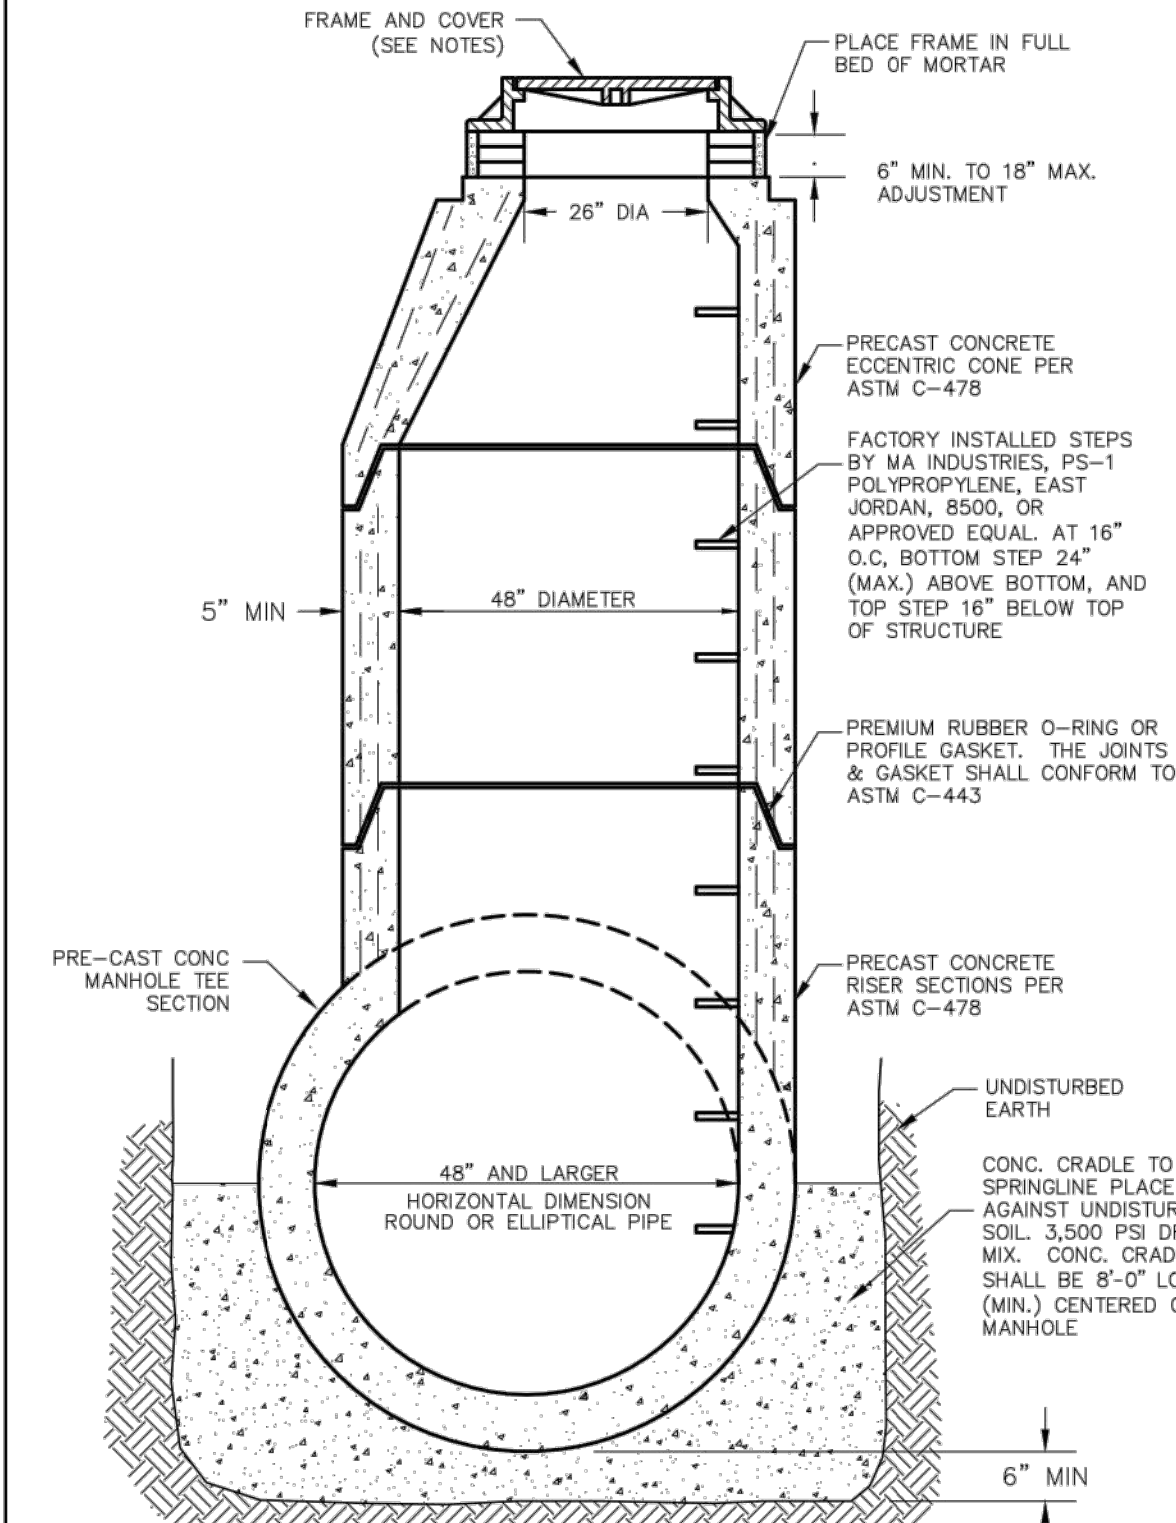 FRAME AND COVER
(SEE NOTES)
PLACE FRAME IN FULL
BED OF MORTAR
6" MIN. TO 18" MAX.
ADJUSTMENT
26" DIA
PRECAST CONCRETE
ECCENTRIC CONE PER
ASTM C-478
FACTORY INSTALLED STEPS
BY MA INDUSTRIES, PS-1
POLYPROPYLENE, EAST
JORDAN, 8500, OR
APPROVED EQUAL. AT 16"
O.C, BOTTOM STEP 24"
(MAX.) ABOVE BOTTOM, AND
TOP STEP 16" BELOW TOP
OF STRUCTURE
5" MIN
48" DIAMETER
PREMIUM RUBBER O-RING OR
PROFILE GASKET. THE JOINTS
& GASKET SHALL CONFORM TO
ASTM C-443
PRE-CAST CONC
MANHOLE TEE
SECTION
PRECAST CONCRETE
RISER SECTIONS PER
ASTM C-478
UNDISTURBED
EARTH
48" AND LARGER
HORIZONTAL DIMENSION
ROUND OR ELLIPTICAL PIPE
CONC. CRADLE TO
SPRINGLINE PLACE
AGAINST UNDISTUR
SOIL. 3,500 PSI
MIX. CONC. CRAD
SHALL BE 8'-0" LO
(MIN.) CENTERED
MANHOLE
6" MIN